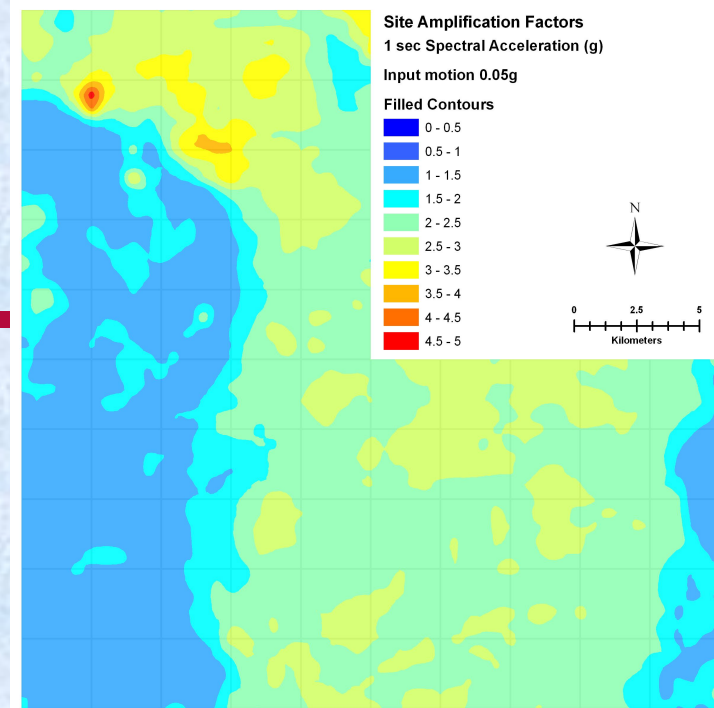 Site Amplification Factors
1 sec Spectral Acceleration (g)
Input motion 0.05g
Filled Contours
0 - 0.5
0.5 - 1
1 - 1.5
1.5 - 2
2 - 2.5
2.5 - 3
3 - 3.5
3.5 - 4
4 - 4.5
4.5 - 5
N
0 2.5 5
Kilometers